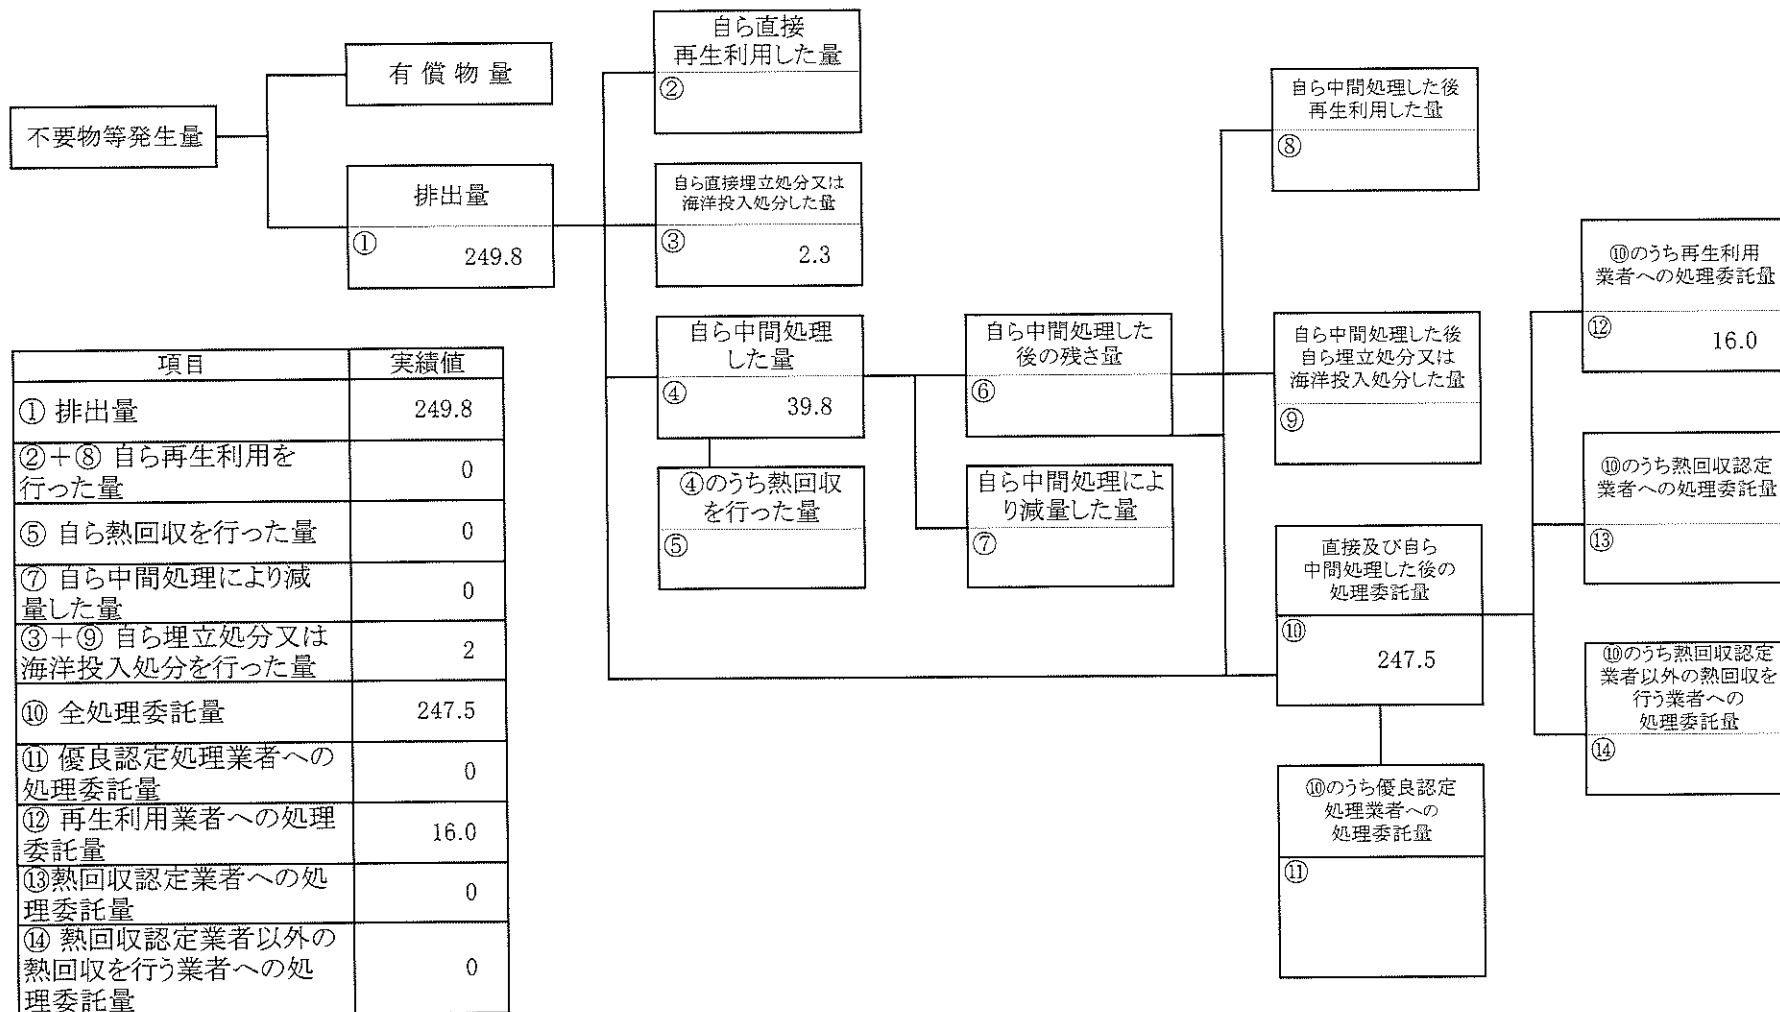 不要物等発生量
有償物量
排出量
①
249.8
自ら直接
再生利用した量
②
自ら直接埋立処分又は
海洋投入処分した量
③
2.3
自ら中間処理
した量
④
39.8
④のうち熱回収
を行った量
⑤
自ら中間処理した
後の残さ量
⑥
自ら中間処理によ
り減量した量
⑦
自ら中間処理した後
再生利用した量
⑧
自ら中間処理した後
自ら埋立処分又は
海洋投入処分した量
⑨
直接及び自ら
中間処理した後の
処理委託量
⑩
247.5
⑩のうち優良認定
処理業者への
処理委託量
⑪
⑩のうち再生利用
業者への処理委託量
⑫
16.0
⑩のうち熱回収認定
業者への処理委託量
⑬
⑩のうち熱回収認定
業者以外の熱回収を
行う業者への
処理委託量
⑭
項目 実績値
① 排出量 249.8
②+⑧ 自ら再生利用を
行った量 0
⑤ 自ら熱回収を行った量 0
⑦ 自ら中間処理により減
量した量 0
③+⑨ 自ら埋立処分又は
海洋投入処分を行った量 2
⑩ 全処理委託量 247.5
⑪ 優良認定処理業者への
処理委託量 0
⑫ 再生利用業者への処理
委託量 16.0
⑬熱回収認定業者への処
理委託量 0
⑭ 熱回収認定業者以外の
熱回収を行う業者への処
理委託量 0